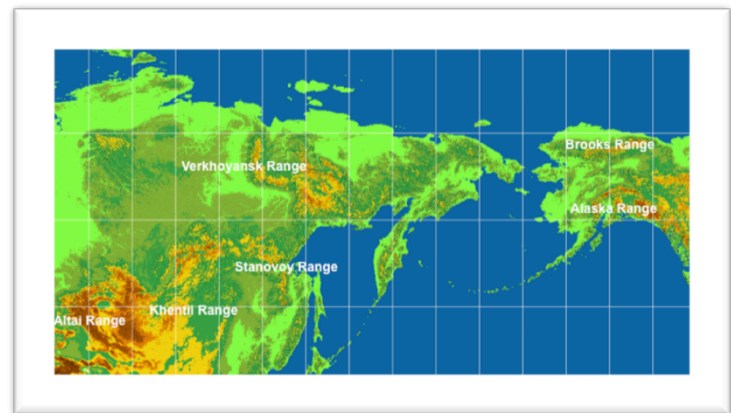 Brooks Range
Verkhoyansk Range
Alaska Range
Stanovoy Range
Khentii Range
Altai Range